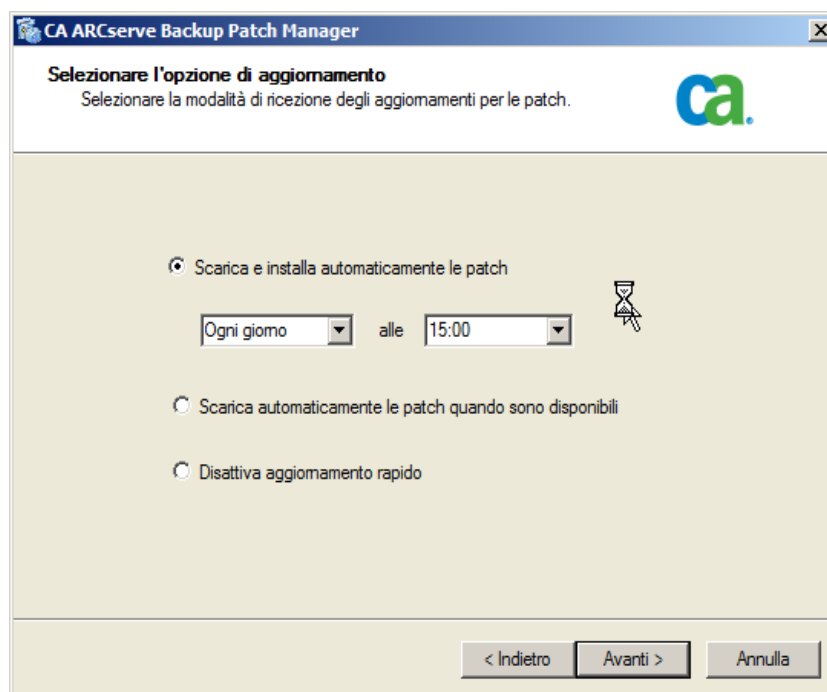 CA ARCserve Backup Patch Manager
Selezionare l'opzione di aggiornamento
Selezionare la modalità di ricezione degli aggiornamenti per le patch.
ca.
Scarica e installa automaticamente le patch
Ogni giorno alle 15:00
Scarica automaticamente le patch quando sono disponibili
Disattiva aggiornamento rapido
< Indietro Avanti > Annulla